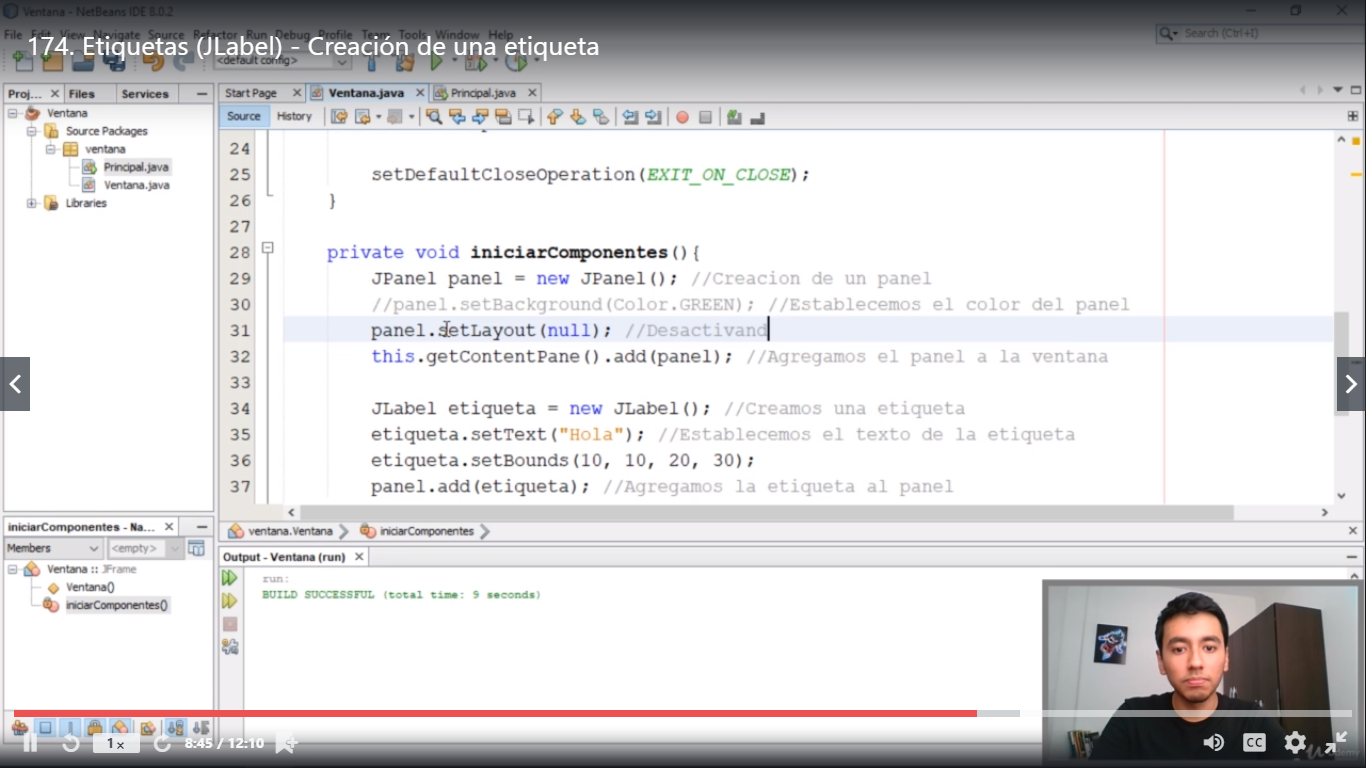 Ventana - NetBeans IDE 8.0.2
File Edit View Navigate Source Refactor Run Debug Profile Team Tools Window Help
Search (Ctrl+I)
174. Etiquetas (JLabel) - Creación de una etiqueta
<default config>
Proj... Files Services
Start Page Ventana.java Principal.java
Source History
Ventana
Source Packages
ventana
Principal.java
Ventana.java
Libraries
24
25 setDefaultCloseOperation(EXIT_ON_CLOSE);
26 }
27
28 private void iniciarComponentes(){
29 JPanel panel = new JPanel(); //Creacion de un panel
30 //panel.setBackground(Color.GREEN); //Establecemos el color del panel
31 panel.setLayout(null); //Desactivand
32 this.getContentPane().add(panel); //Agregamos el panel a la ventana
33
34 JLabel etiqueta = new JLabel(); //Creamos una etiqueta
35 etiqueta.setText("Hola"); //Establecemos el texto de la etiqueta
36 etiqueta.setBounds(10, 10, 20, 30);
37 panel.add(etiqueta); //Agregamos la etiqueta al panel
ventana.Ventana iniciarComponentes
iniciarComponentes - Na...
Members <empty>
Ventana :: JFrame
Ventana()
iniciarComponentes()
Output - Ventana (run)
run:
BUILD SUCCESSFUL (total time: 9 seconds)
1x 8:45 / 12:10 CC